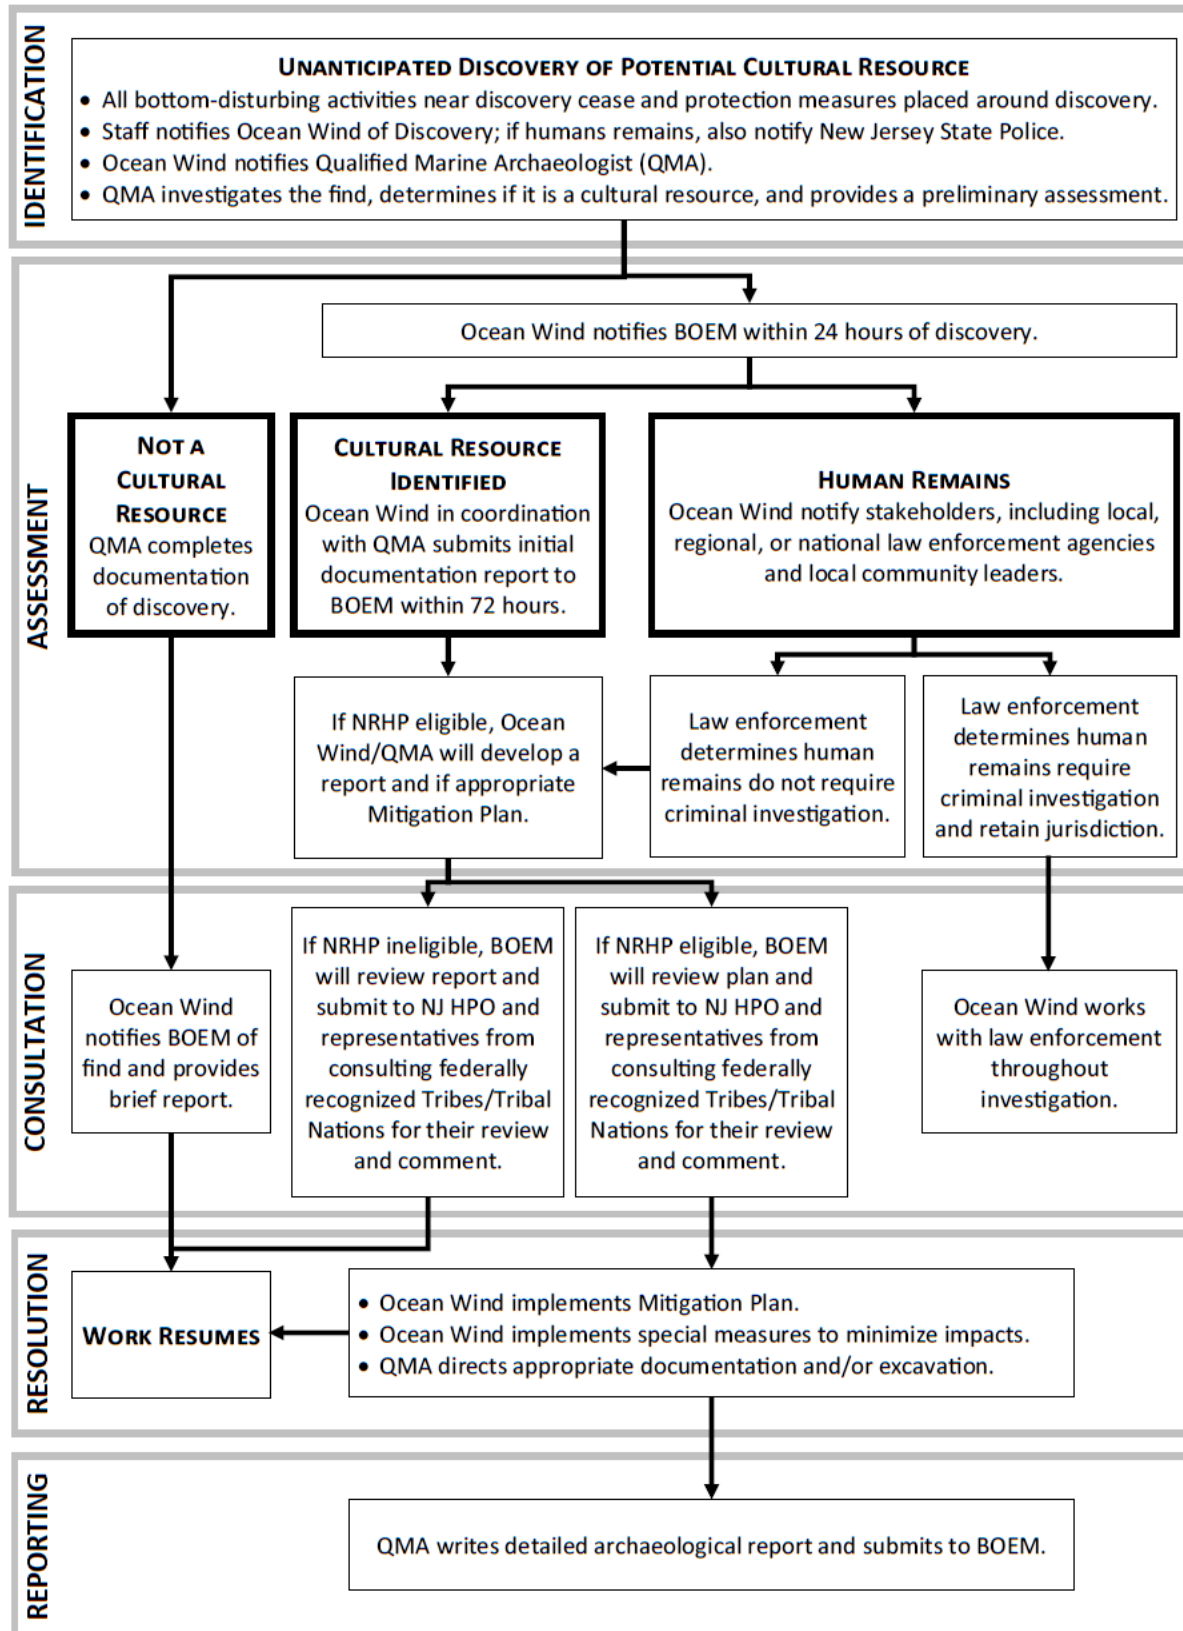 IDENTIFICATION
UNANTICIPATED DISCOVERY OF POTENTIAL CULTURAL RESOURCE
• All bottom-disturbing activities near discovery cease and protection measures placed around discovery.
• Staff notifies Ocean Wind of Discovery; if humans remains, also notify New Jersey State Police.
• Ocean Wind notifies Qualified Marine Archaeologist (QMA).
• QMA investigates the find, determines if it is a cultural resource, and provides a preliminary assessment.
ASSESSMENT
Ocean Wind notifies BOEM within 24 hours of discovery.
NOT A
CULTURAL
RESOURCE
QMA completes
documentation
of discovery.
CULTURAL RESOURCE
IDENTIFIED
Ocean Wind in coordination
with QMA submits initial
documentation report to
BOEM within 72 hours.
HUMAN REMAINS
Ocean Wind notify stakeholders, including local,
regional, or national law enforcement agencies
and local community leaders.
If NRHP eligible, Ocean
Wind/QMA will develop a
report and if appropriate
Mitigation Plan.
Law enforcement
determines human
remains do not require
criminal investigation.
Law enforcement
determines human
remains require
criminal investigation
and retain jurisdiction.
CONSULTATION
Ocean Wind
notifies BOEM of
find and provides
brief report.
If NRHP ineligible, BOEM
will review report and
submit to NJ HPO and
representatives from
consulting federally
recognized Tribes/Tribal
Nations for their review
and comment.
If NRHP eligible, BOEM
will review plan and
submit to NJ HPO and
representatives from
consulting federally
recognized Tribes/Tribal
Nations for their review
and comment.
Ocean Wind works
with law enforcement
throughout
investigation.
RESOLUTION
WORK RESUMES
• Ocean Wind implements Mitigation Plan.
• Ocean Wind implements special measures to minimize impacts.
• QMA directs appropriate documentation and/or excavation.
REPORTING
QMA writes detailed archaeological report and submits to BOEM.